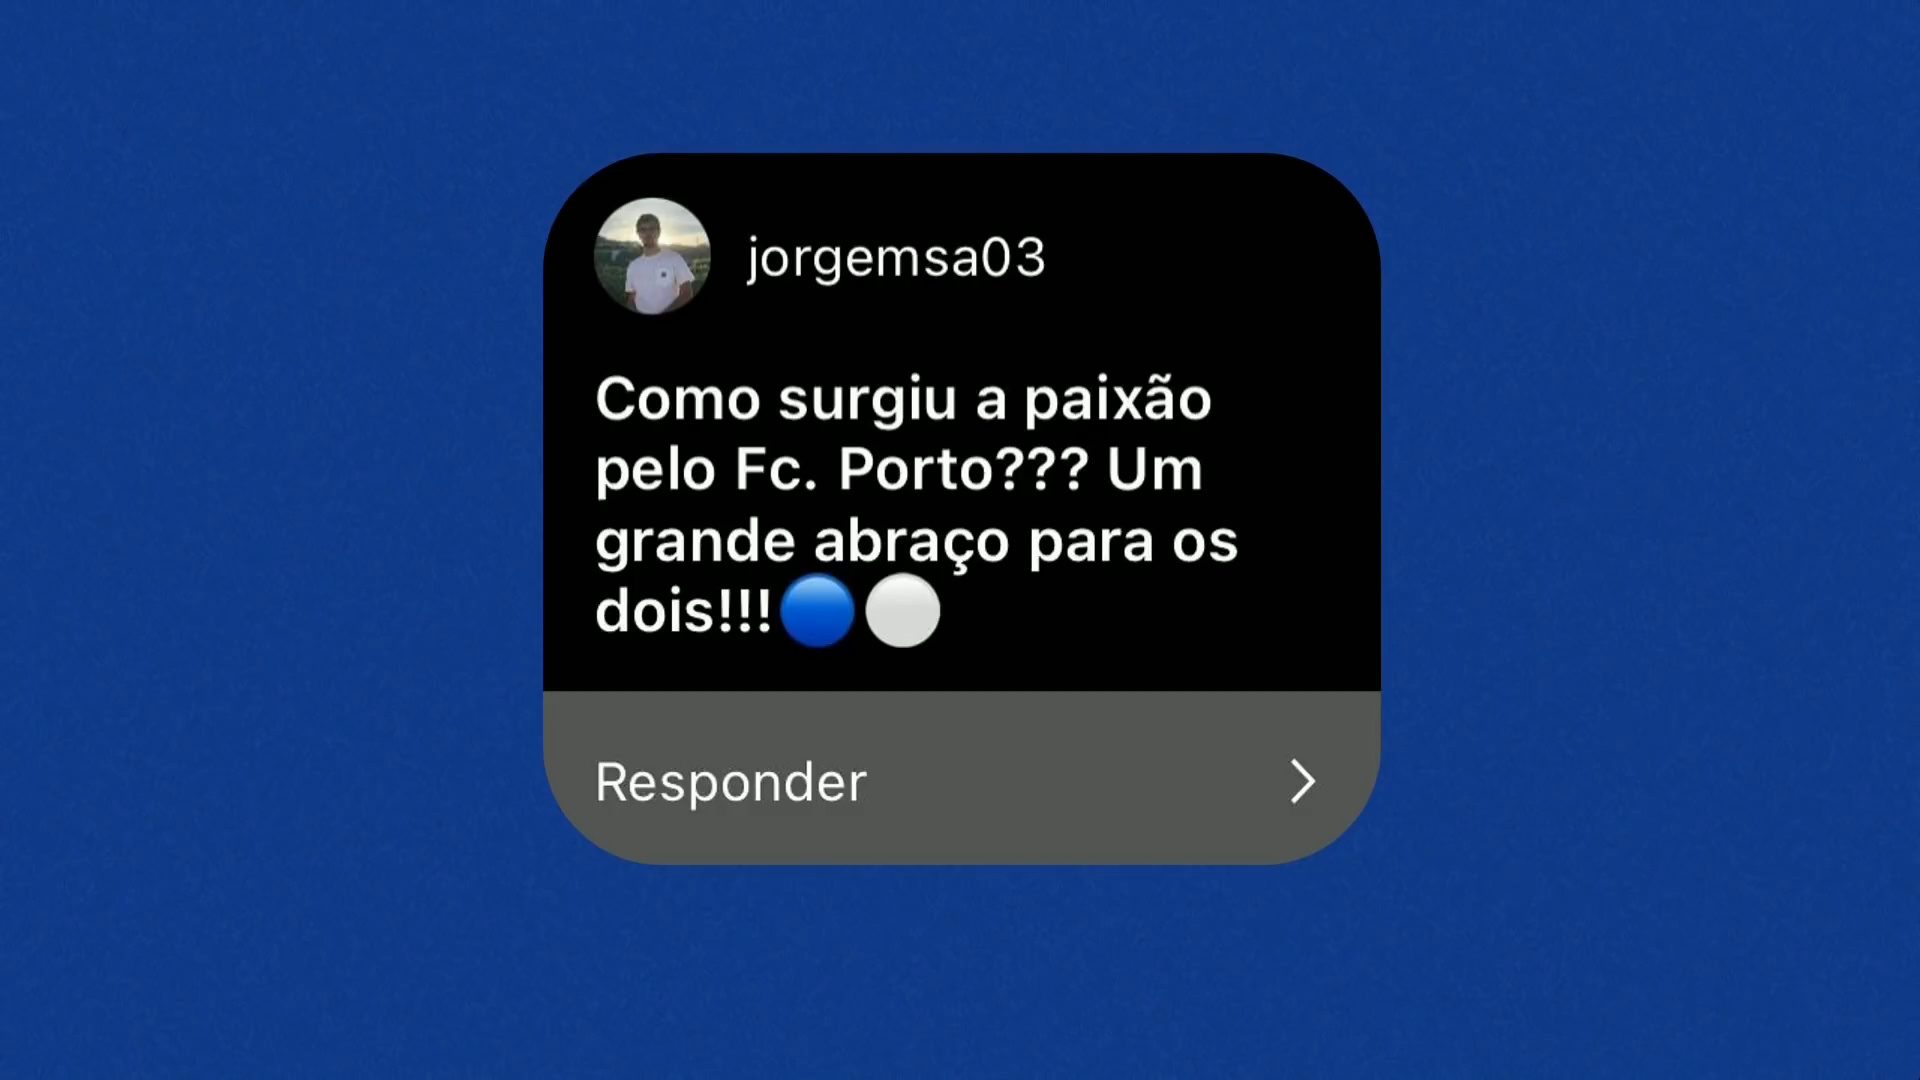 jorgemsa03
Como surgiu a paixão
pelo Fc. Porto??? Um
grande abraço para os
dois!!!🔵⚪
Responder